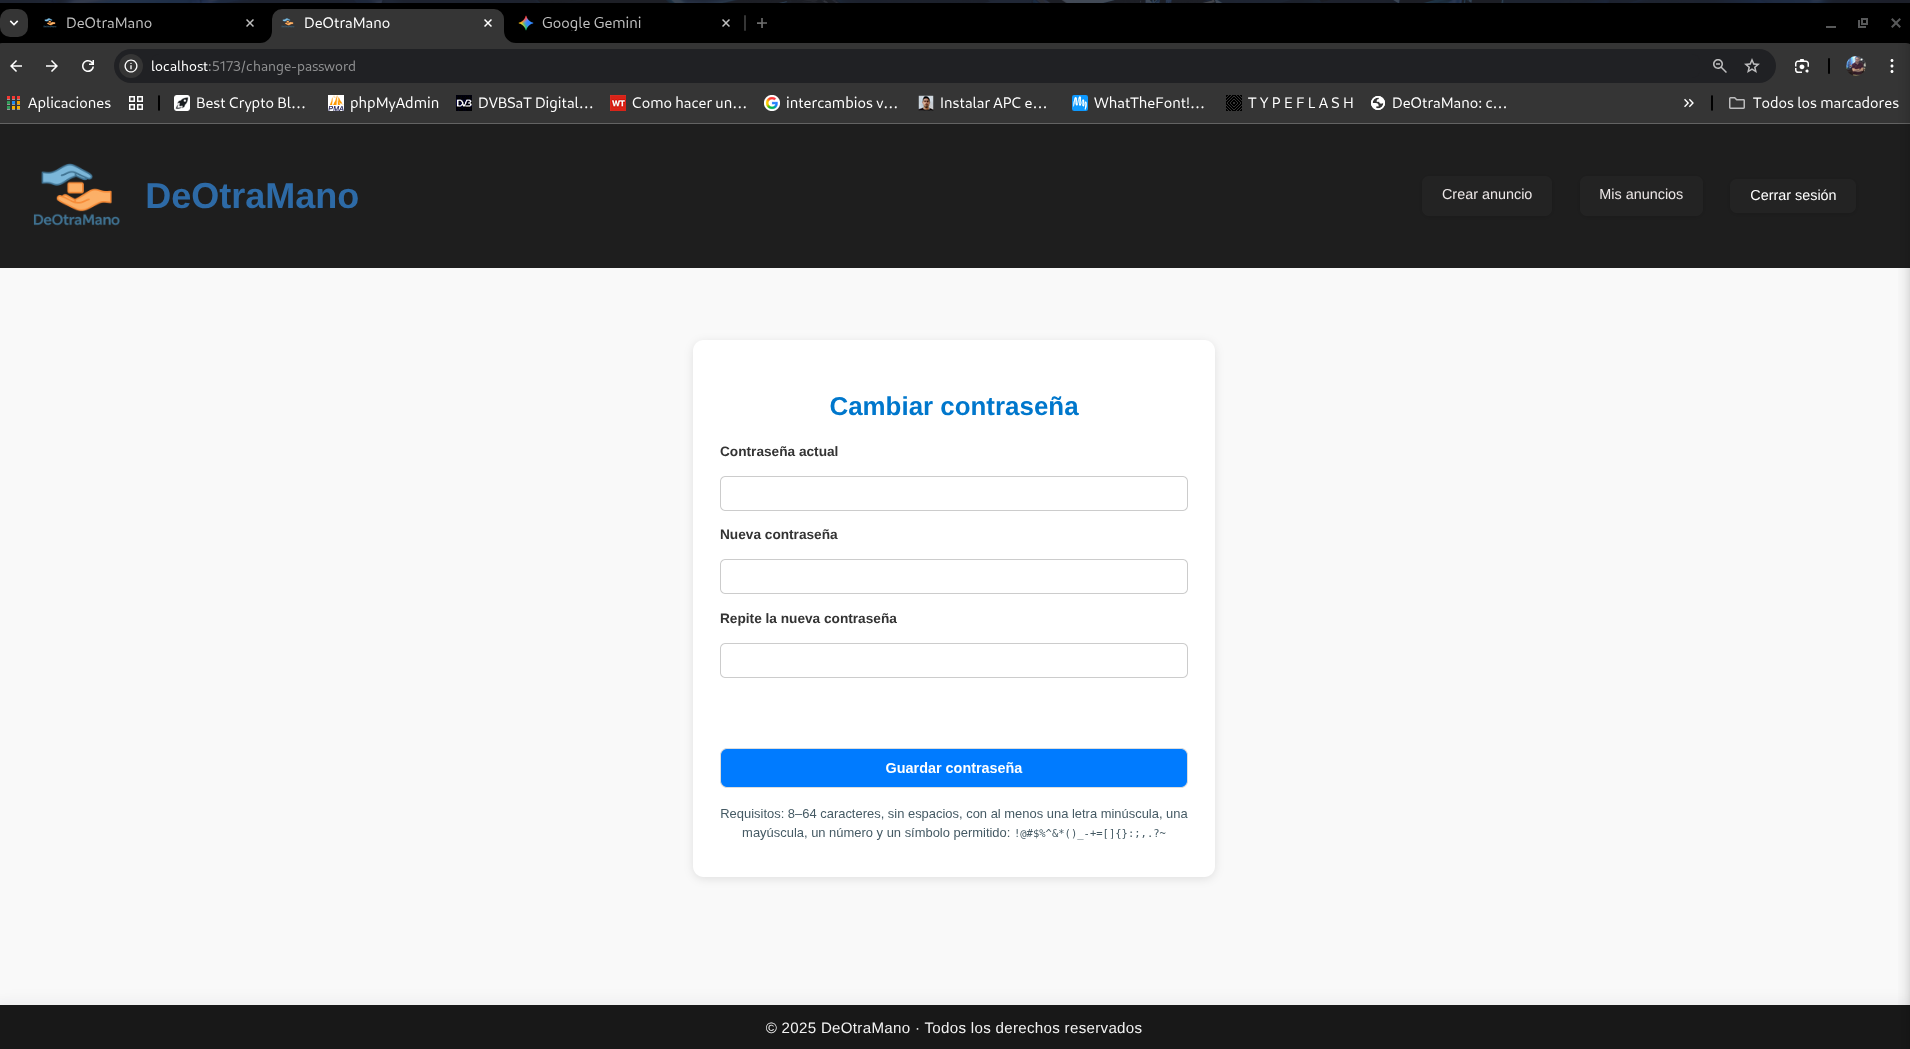 DeOtraMano
DeOtraMano
Google Gemini
localhost:5173/change-password
Aplicaciones
Best Crypto Bl...
phpMyAdmin
DVBSaT Digital...
Como hacer un...
intercambios v...
Instalar APC e...
WhatTheFont!...
T Y P E F L A S H
DeOtraMano: c...
Todos los marcadores
DeOtraMano
DeOtraMano
Crear anuncio
Mis anuncios
Cerrar sesión
Cambiar contraseña
Contraseña actual
Nueva contraseña
Repite la nueva contraseña
Guardar contraseña
Requisitos: 8–64 caracteres, sin espacios, con al menos una letra minúscula, una
mayúscula, un número y un símbolo permitido: !@#$%^&*()_-+=[]{}:;,.?~
© 2025 DeOtraMano · Todos los derechos reservados